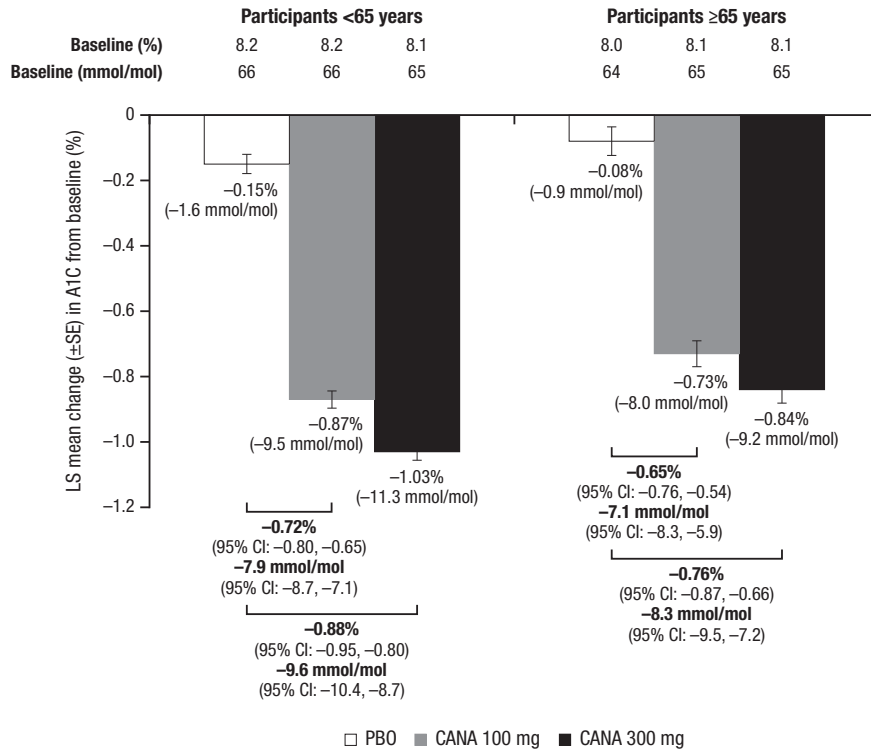 Participants <65 years Participants ≥65 years
Baseline (%) 8.2 8.2 8.1 8.0 8.1 8.1
Baseline (mmol/mol) 66 66 65 64 65 65
LS mean change (±SE) in A1C from baseline (%)
0
–0.2
–0.4
–0.6
–0.8
–1.0
–1.2
–0.15%
(–1.6 mmol/mol)
–0.87%
(–9.5 mmol/mol)
–1.03%
(–11.3 mmol/mol)
–0.72%
(95% CI: –0.80, –0.65)
–7.9 mmol/mol
(95% CI: –8.7, –7.1)
–0.88%
(95% CI: –0.95, –0.80)
–9.6 mmol/mol
(95% CI: –10.4, –8.7)
–0.08%
(–0.9 mmol/mol)
–0.73%
(–8.0 mmol/mol)
–0.84%
(–9.2 mmol/mol)
–0.65%
(95% CI: –0.76, –0.54)
–7.1 mmol/mol
(95% CI: –8.3, –5.9)
–0.76%
(95% CI: –0.87, –0.66)
–8.3 mmol/mol
(95% CI: –9.5, –7.2)
PBO CANA 100 mg CANA 300 mg